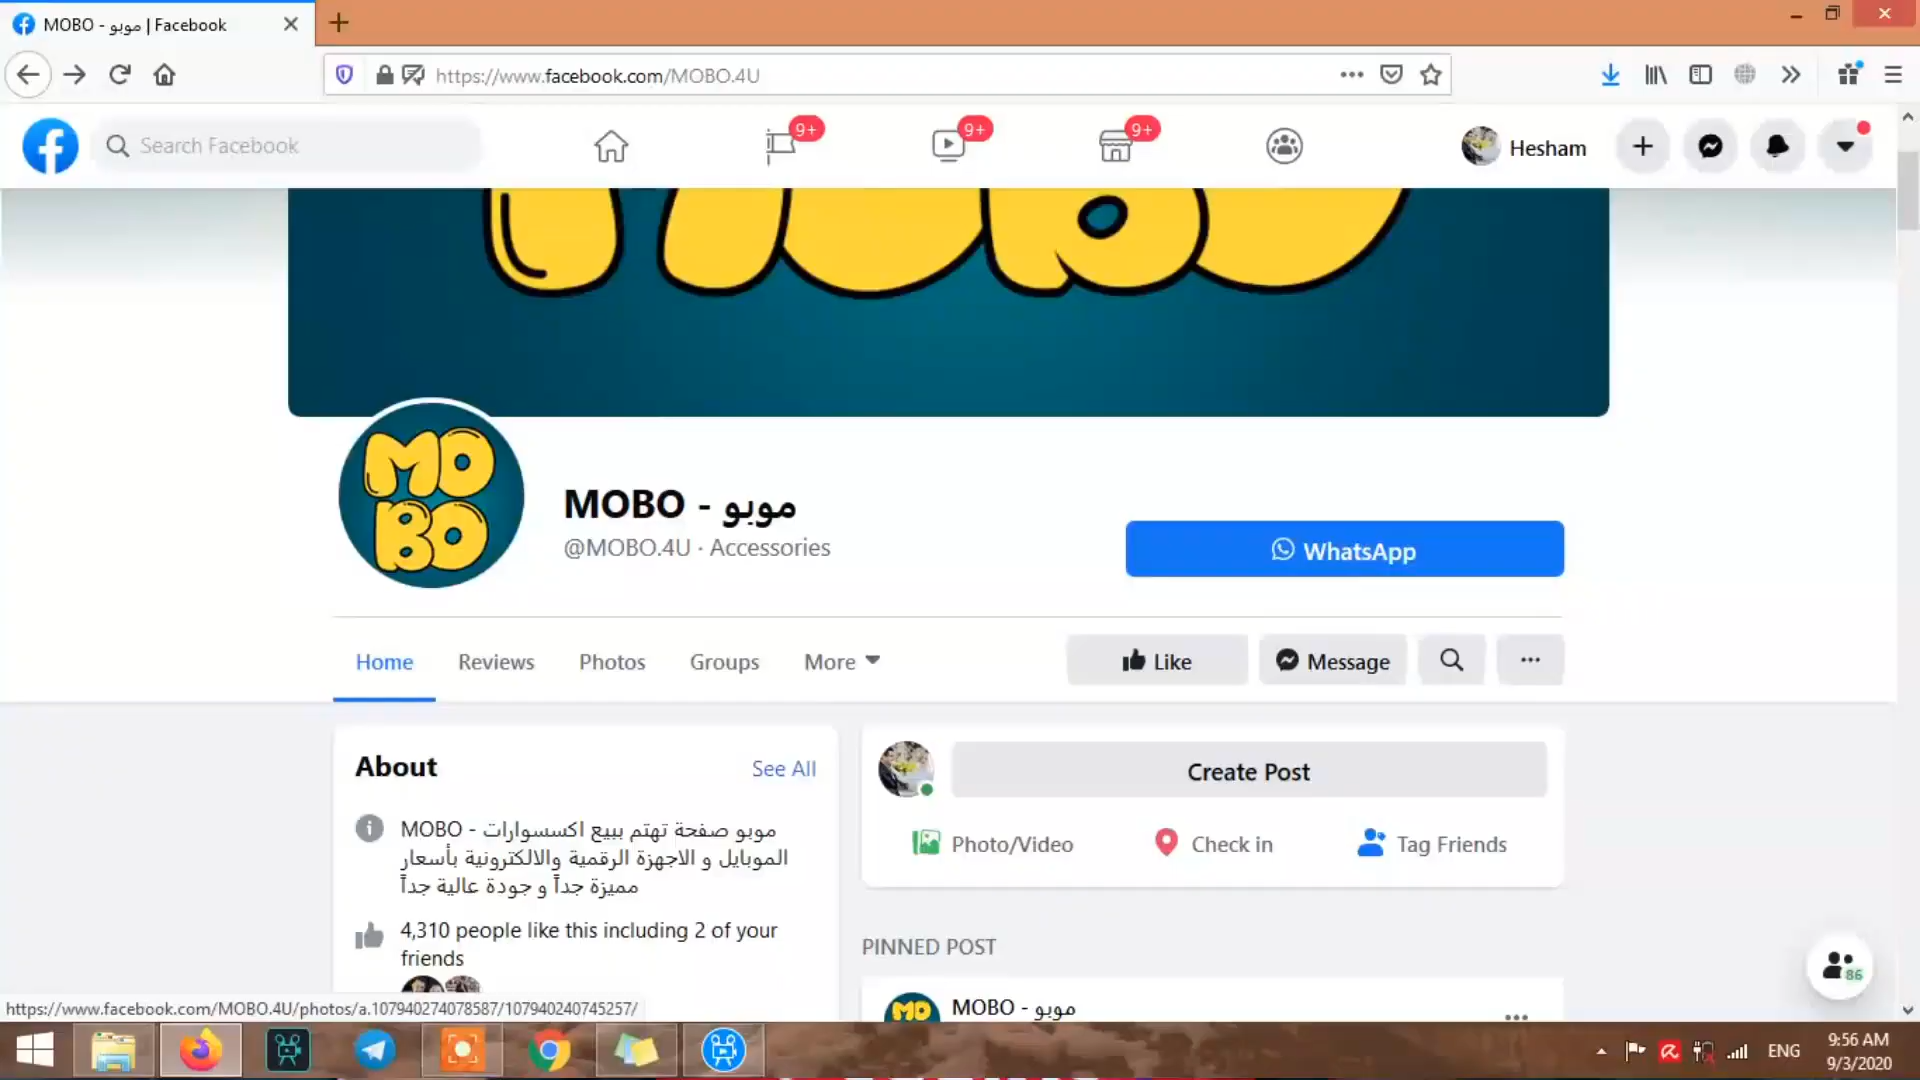 MOBO - موبو | Facebook
https://www.facebook.com/MOBO.4U
Search Facebook
9+
9+
9+
Hesham
MOBO
MO
BO
MOBO - موبو
@MOBO.4U · Accessories
WhatsApp
Home
Reviews
Photos
Groups
More
Like
Message
About
See All
Create Post
MOBO - موبو صفحة تهتم ببيع اكسسوارات
الموبايل و الاجهزة الرقمية والالكترونية بأسعار
مميزة جداً و جودة عالية جداً
Photo/Video
Check in
Tag Friends
4,310 people like this including 2 of your
friends
PINNED POST
86
MO
MOBO - موبو
https://www.facebook.com/MOBO.4U/photos/a.107940274078587/107940240745257/
ENG
9:56 AM
9/3/2020